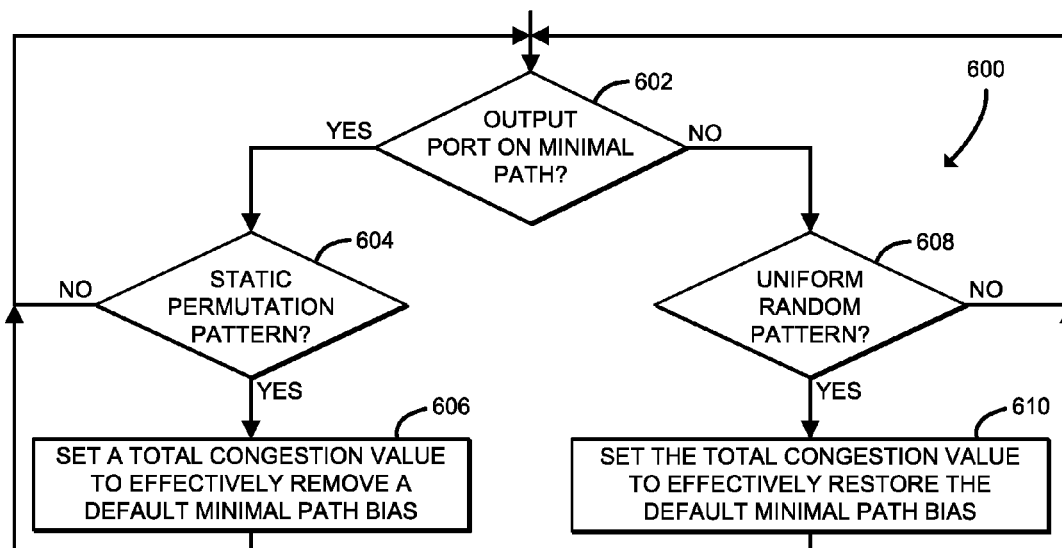 602
600
OUTPUT
PORT ON MINIMAL
PATH?
YES
NO
604
STATIC
PERMUTATION
PATTERN?
NO
YES
608
UNIFORM
RANDOM
PATTERN?
NO
YES
606
SET A TOTAL CONGESTION VALUE
TO EFFECTIVELY REMOVE A
DEFAULT MINIMAL PATH BIAS
610
SET THE TOTAL CONGESTION VALUE
TO EFFECTIVELY RESTORE THE
DEFAULT MINIMAL PATH BIAS